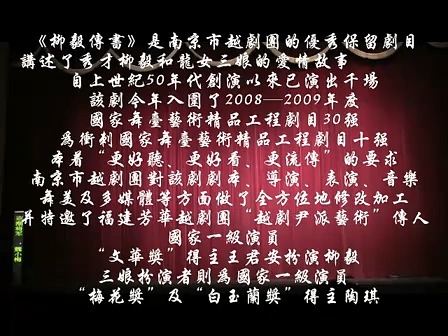 《柳毅傳書》是南京市越劇團的優秀保留劇目
講述了秀才柳毅和龍女三娘的愛情故事
自上世紀50年代創演以來已演出千場
該劇今年入圍了2008—2009年度
國家舞臺藝術精品工程劇目30强
爲衝刺國家舞臺藝術精品工程劇目十强
本着“更好聽、更好看、更流傳”的要求
南京市越劇團對該劇劇本、導演、表演、音樂
舞美及多媒體等方面做了全方位地修改加工
并特邀了福建芳華越劇團“越劇尹派藝術”傳人
國家一級演員
“文華獎”得主王君安扮演柳毅
三娘扮演者則爲國家一級演員
“梅花獎”及“白玉蘭獎”得主陶琪